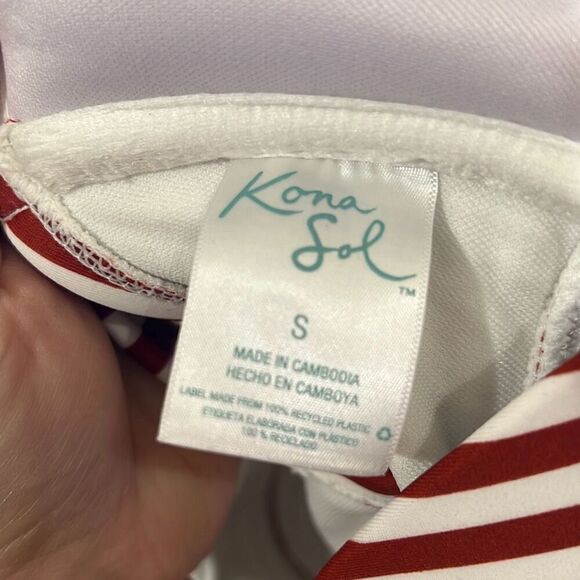 Kona
Sol
™
S
MADE IN CAMBODIA
HECHO EN CAMBOYA
LABEL MADE FROM 100% RECYCLED PLASTIC
ETIQUETA ELABORADA CON PLÁSTICO
100 % RECICLADO